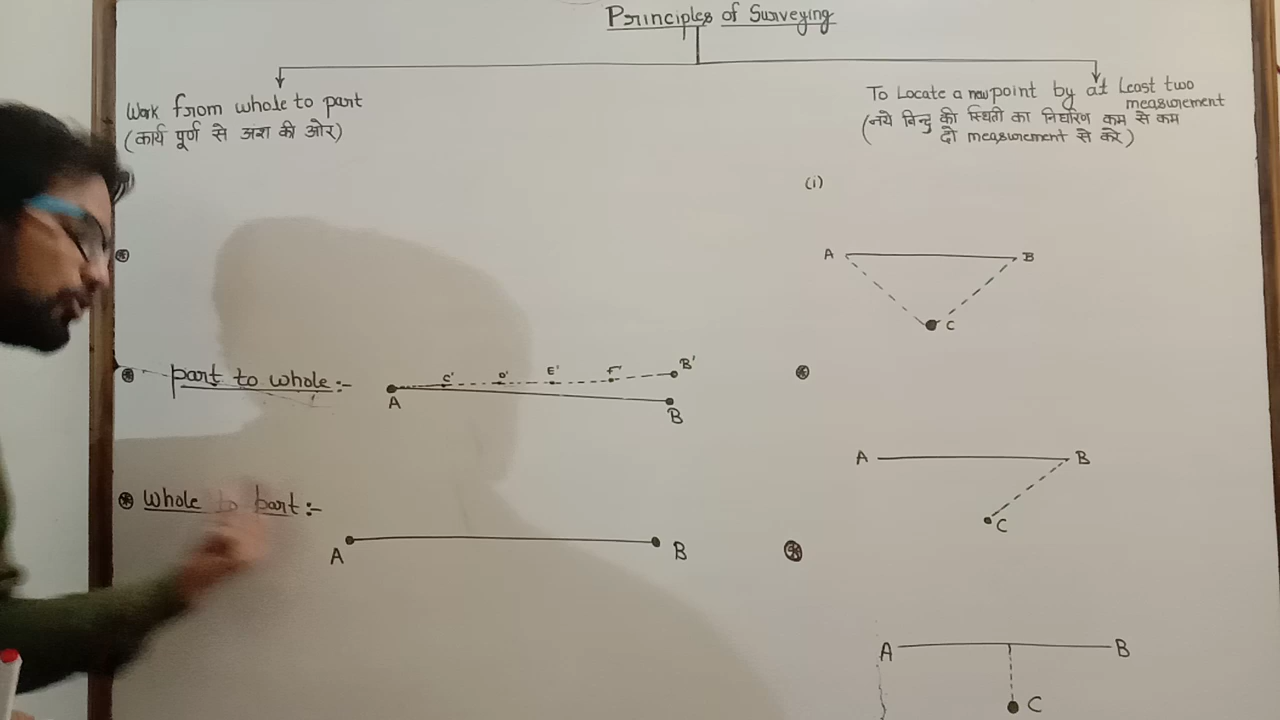 Principles of Surveying
Work from whole to part
(कार्य पूर्ण से अंश की ओर)
part to whole:-
A C' D' E' F' B'
B
Whole to part:-
A B
To Locate a new point by at Least two
measurement
(नये बिन्दु की स्थिती का निर्धारण कम से कम
दो measurement से करे)
(i)
A B
C
A B
C
A B
C